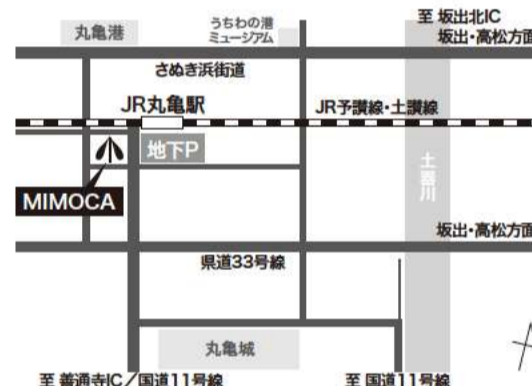 至 坂出北IC
坂出・高松方面
丸亀港
うちわの港
ミュージアム
さぬき浜街道
JR丸亀駅
JR予讃線・土讃線
地下P
土器川
MIMOCA
坂出・高松方面
県道33号線
丸亀城
至 善通寺IC／国道11号線
至 国道11号線